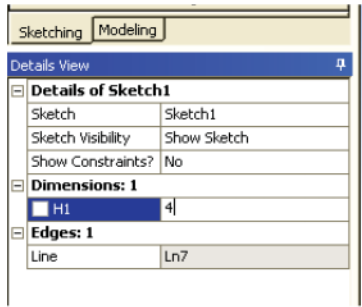 Sketching Modeling
Details View
Details of Sketch1
Sketch Sketch1
Sketch Visibility Show Sketch
Show Constraints? No
Dimensions: 1
H1 4
Edges: 1
Line Ln7